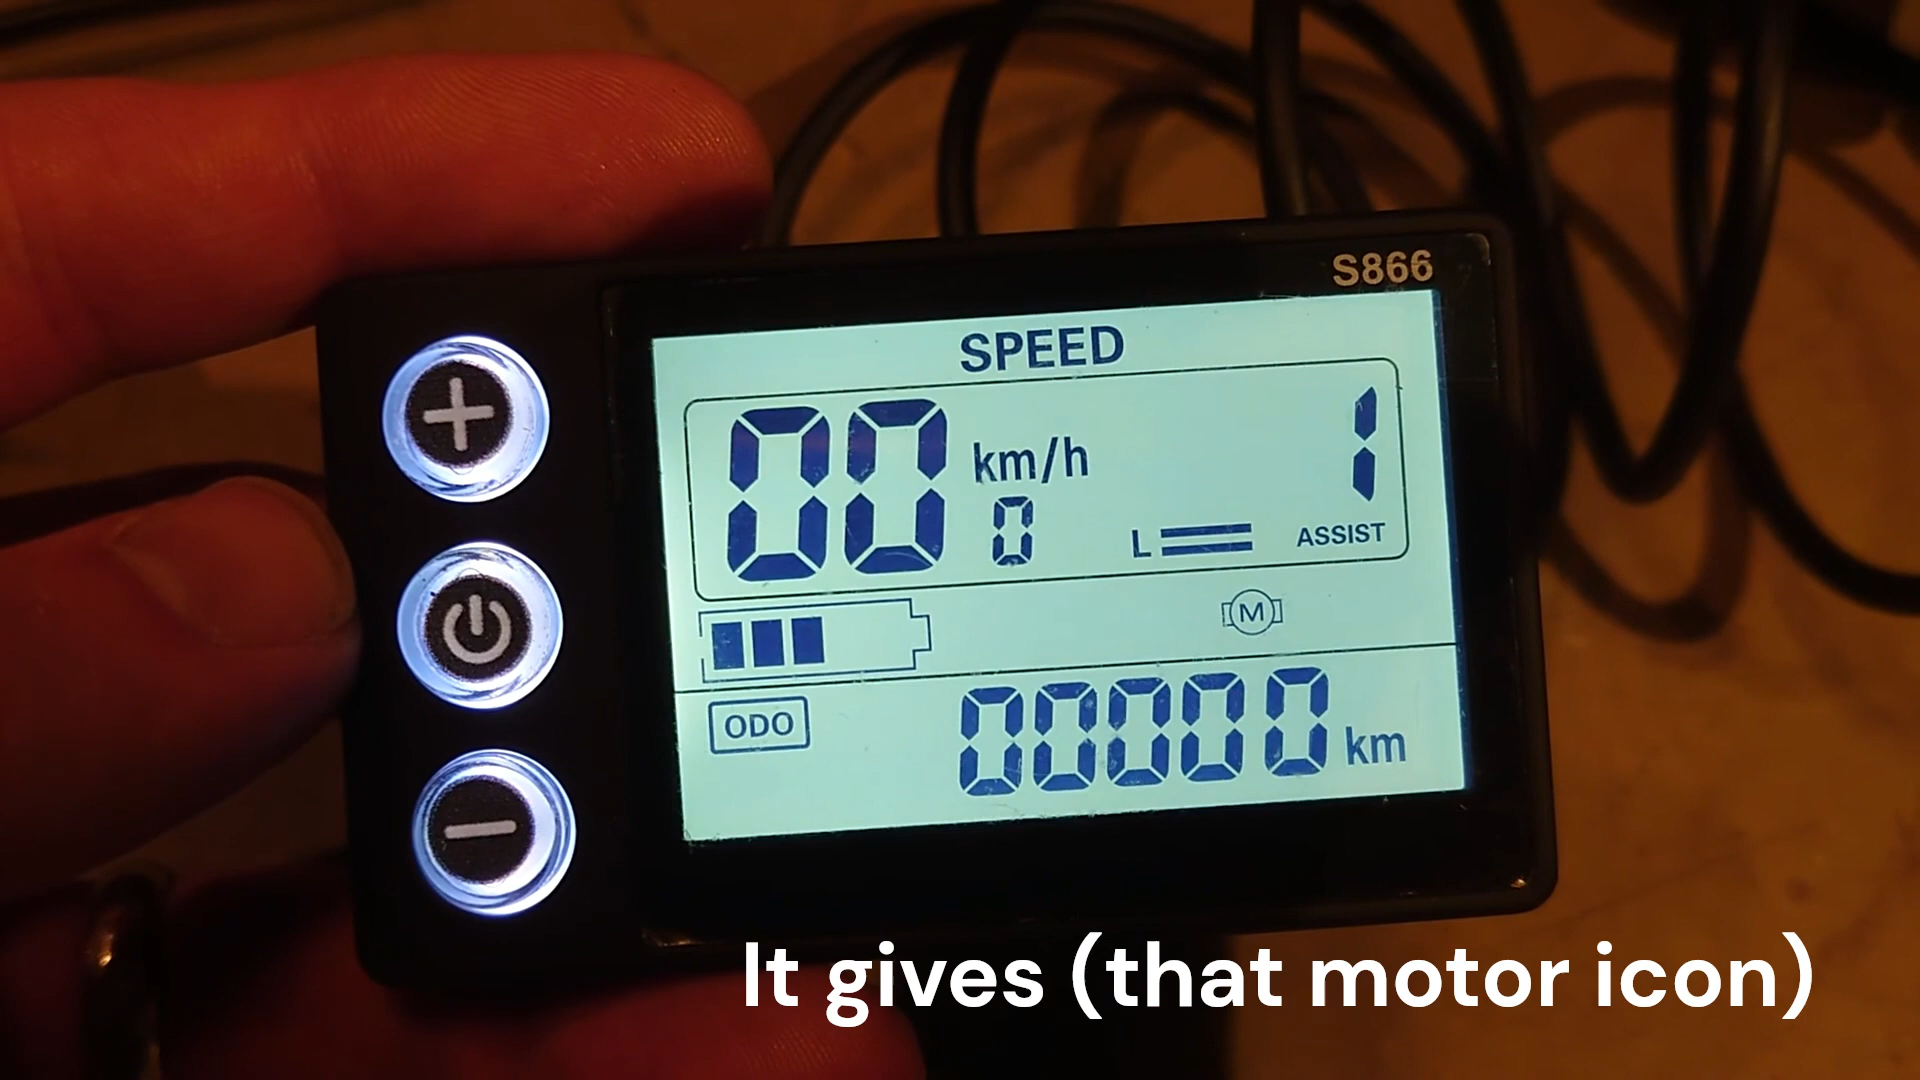 S866
SPEED
00 km/h 1
0 L ASSIST
M
ODO 00000 km
It gives (that motor icon)